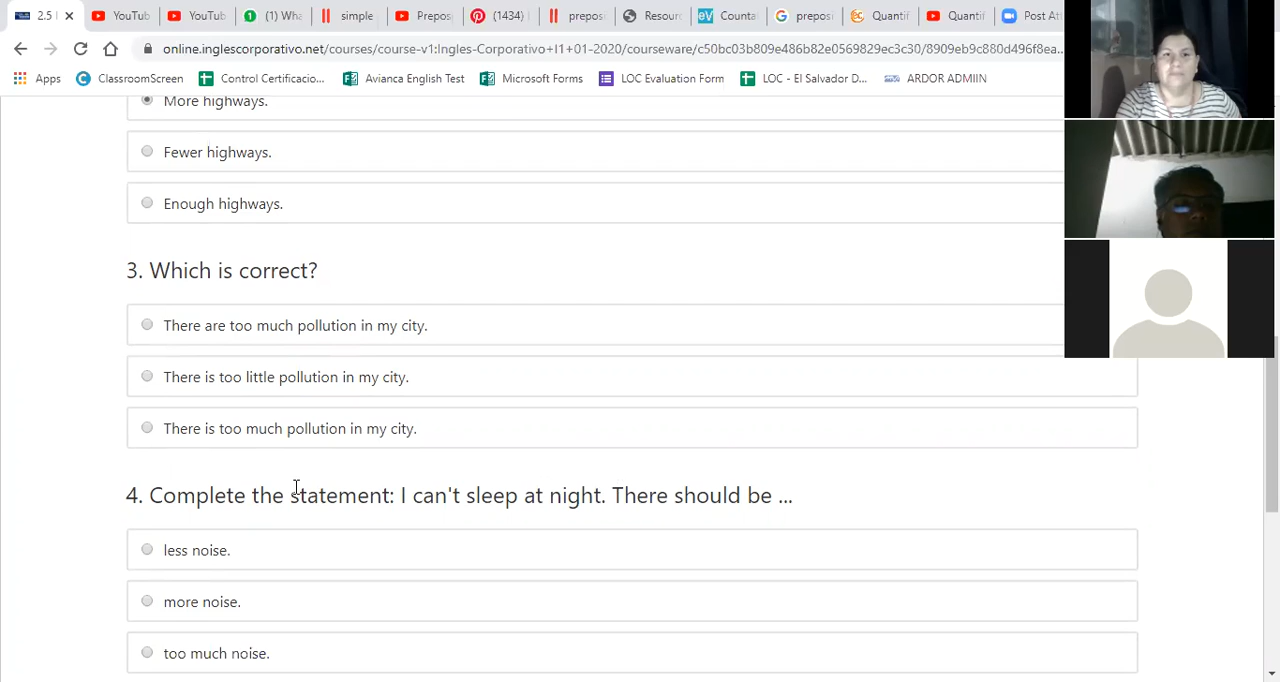 2.5
YouTub
YouTub
(1) Wha
simple
Prepos
(1434)
prepos
Resour
Counta
preposi
Quantif
Quantif
Post Ati
online.inglescorporativo.net/courses/course-v1:Ingles-Corporativo+I1+01-2020/courseware/c50bc03b809e486b82e0569829ec3c30/8909eb9c880d496f8ea...
Apps ClassroomScreen Control Certificacio... Avianca English Test Microsoft Forms LOC Evaluation Form LOC - El Salvador D... ARDOR ADMIIN
More highways.
Fewer highways.
Enough highways.
3. Which is correct?
There are too much pollution in my city.
There is too little pollution in my city.
There is too much pollution in my city.
4. Complete the statement: I can't sleep at night. There should be ...
less noise.
more noise.
too much noise.